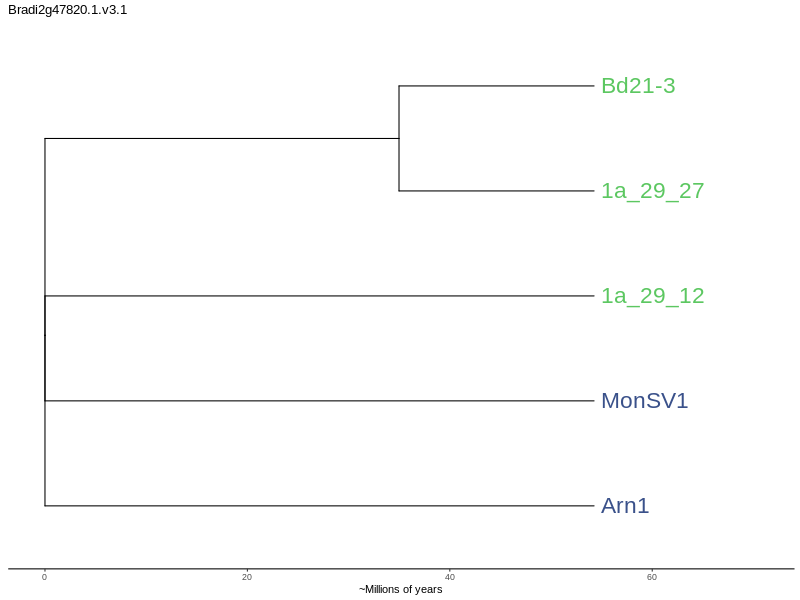 Bradi2g47820.1.v3.1
Bd21-3
1a_29_27
1a_29_12
MonSV1
Arn1
0 20 40 60
~Millions of years